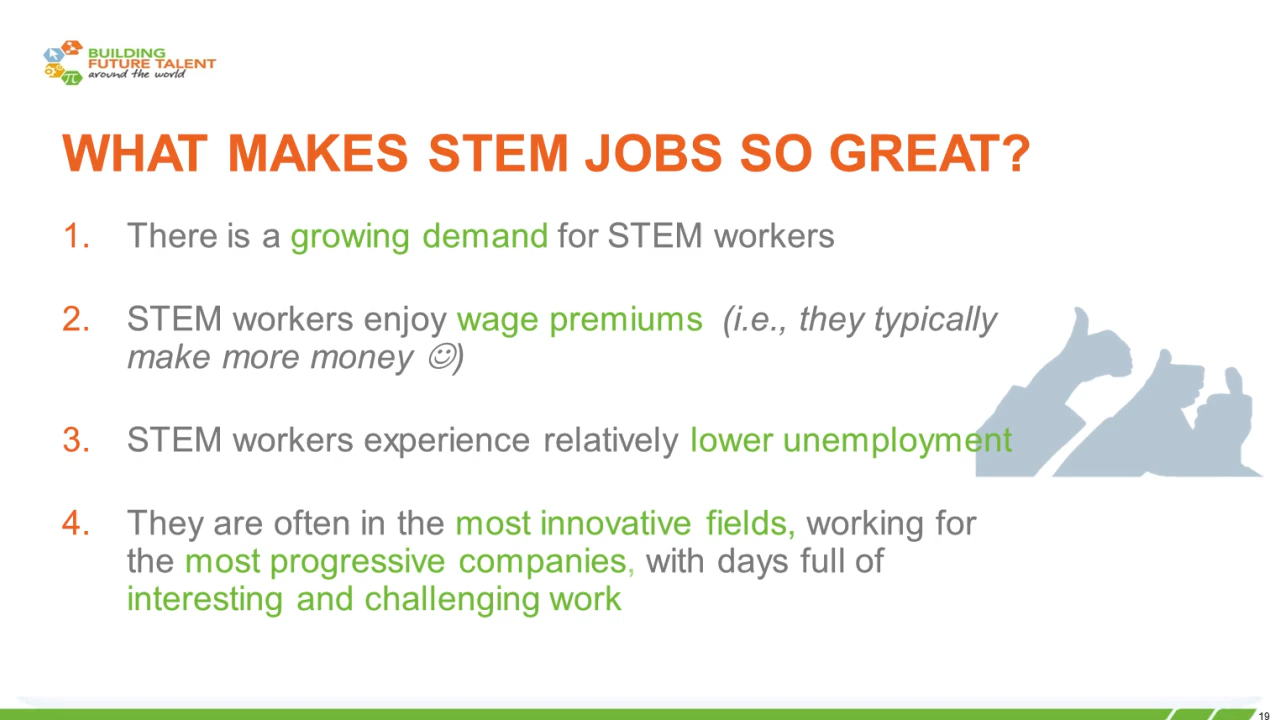 BUILDING
FUTURE TALENT
around the world
WHAT MAKES STEM JOBS SO GREAT?
1. There is a growing demand for STEM workers
2. STEM workers enjoy wage premiums (i.e., they typically
make more money ☺)
3. STEM workers experience relatively lower unemployment
4. They are often in the most innovative fields, working for
the most progressive companies, with days full of
interesting and challenging work
19